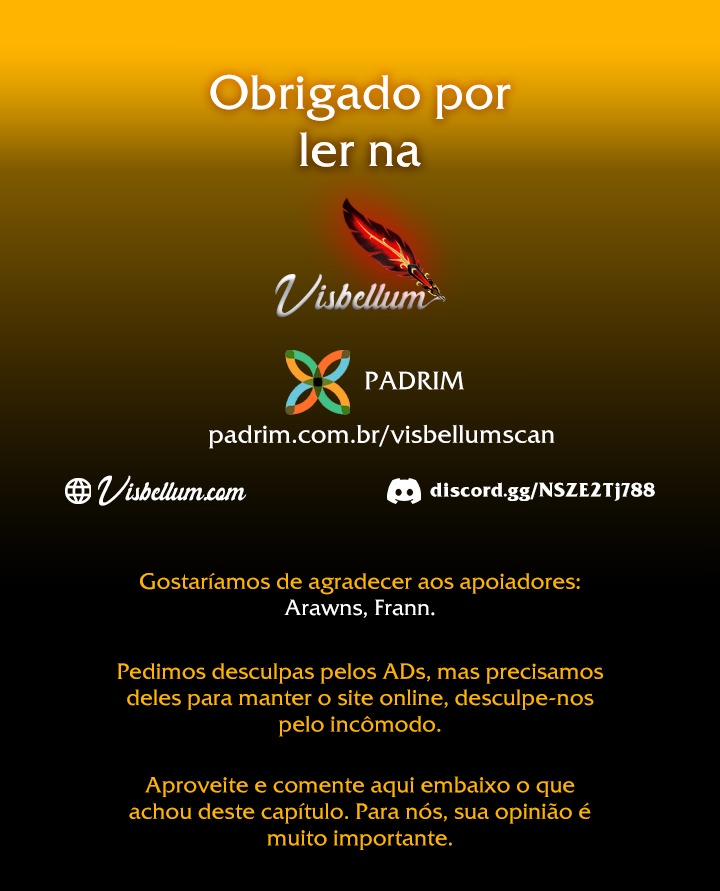 Obrigado por
ler na
Visbellum
PADRIM
padrim.com.br/visbellumscan
Visbellum.com
discord.gg/NSZE2Tj788
Gostaríamos de agradecer aos apoiadores:
Arawns, Frann.
Pedimos desculpas pelos ADs, mas precisamos
deles para manter o site online, desculpe-nos
pelo incômodo.
Aproveite e comente aqui embaixo o que
achou deste capítulo. Para nós, sua opinião é
muito importante.